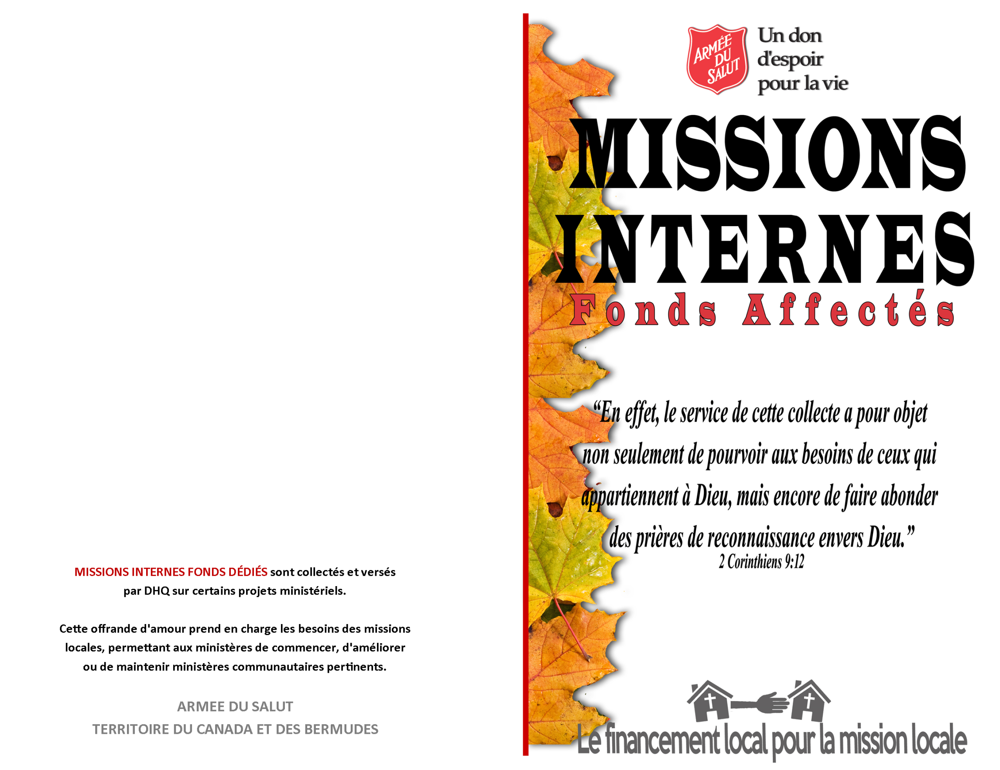 MISSIONS INTERNES FONDS DÉDIÉS sont collectés et versés
par DHQ sur certains projets ministériels.
Cette offrande d'amour prend en charge les besoins des missions
locales, permettant aux ministères de commencer, d'améliorer
ou de maintenir ministères communautaires pertinents.
ARMEE DU SALUT
TERRITOIRE DU CANADA ET DES BERMUDES
ARMÉE
DU
SALUT
Un don
d'espoir
pour la vie
MISSIONS
INTERNES
Fonds Affectés
“En effet, le service de cette collecte a pour objet
non seulement de pourvoir aux besoins de ceux qui
appartiennent à Dieu, mais encore de faire abonder
des prières de reconnaissance envers Dieu.”
2 Corinthiens 9:12
Le financement local pour la mission locale